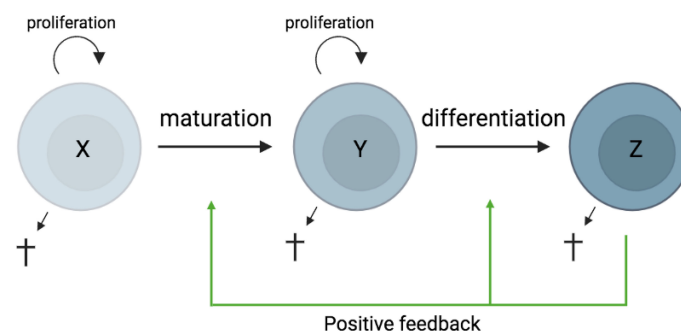 proliferation
proliferation
maturation
differentiation
X
Y
Z
Positive feedback